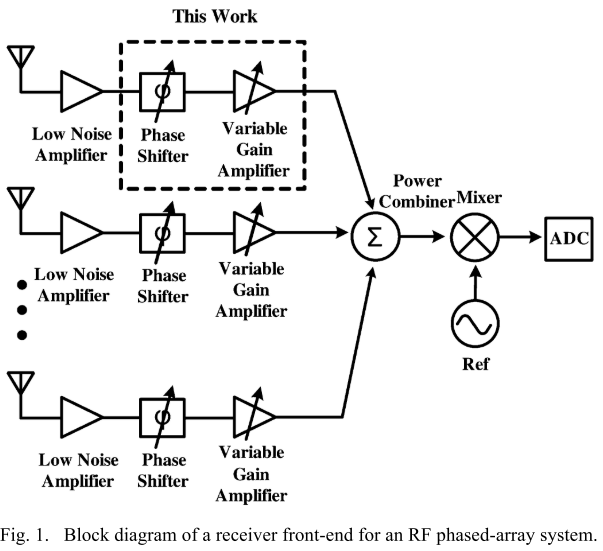 This Work
φ
Low Noise
Amplifier
Phase
Shifter
Variable
Gain
Amplifier
Power
Combiner
Mixer
φ
Σ
ADC
Low Noise
Amplifier
Phase
Shifter
Variable
Gain
Amplifier
Ref
φ
Low Noise
Amplifier
Phase
Shifter
Variable
Gain
Amplifier
Fig. 1. Block diagram of a receiver front-end for an RF phased-array system.